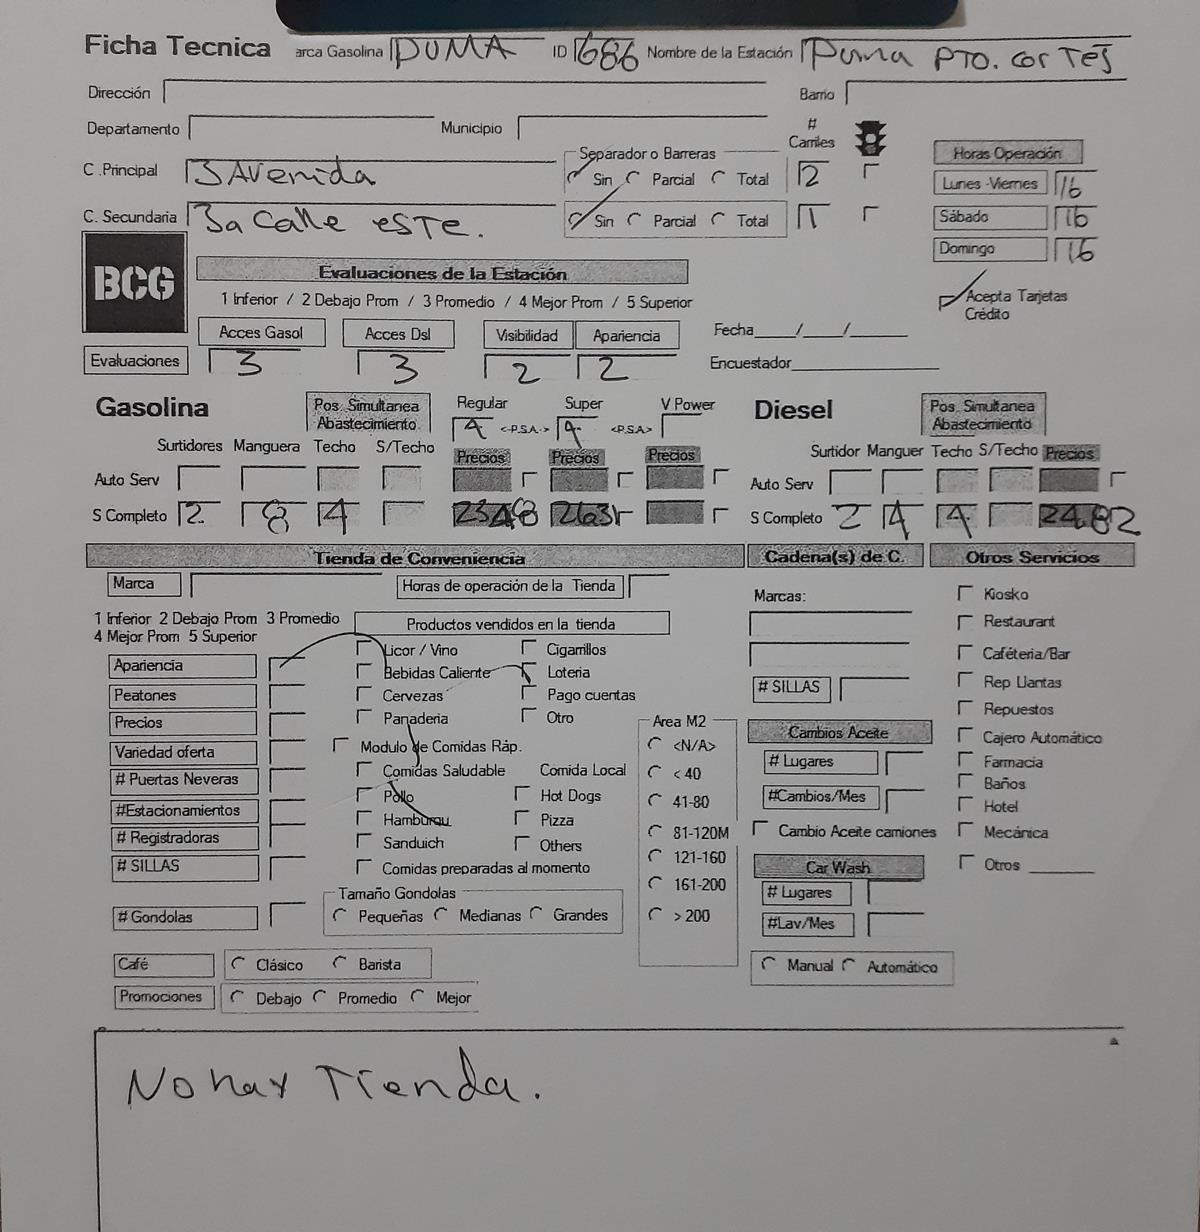 Ficha Tecnica arca Gasolina PUMA ID 686 Nombre de la Estación Puma PTO. Cortés
Dirección Barrio
Departamento Municipio # Carriles
C .Principal 3 Avenida Separador o Barreras Sin Parcial Total 2
Horas Operación
Lunes -Viernes 16
C. Secundaria 3a Calle este. Sin Parcial Total 1
Sábado 16
Domingo 16
BCG
Evaluaciones de la Estación
1 Inferior / 2 Debajo Prom / 3 Promedio / 4 Mejor Prom / 5 Superior
Acepta Tarjetas Crédito
Acces Gasol Acces Dsl Visibilidad Apariencia Fecha___/___/___
Evaluaciones 3 3 2 2 Encuestador
Gasolina Pos. Simultanea Abastecimiento Regular Super V Power
4 <-P.S.A.-> 4 <P.S.A>
Surtidores Manguera Techo S/Techo Precios Precios Precios
Auto Serv
S Completo 2 8 4
Diesel Pos. Simultanea Abastecimiento
Surtidor Manguer Techo S/Techo Precios
Auto Serv
S Completo 2 4 4 24.82
Tienda de Conveniencia
Marca Horas de operación de la Tienda
1 Inferior 2 Debajo Prom 3 Promedio
4 Mejor Prom 5 Superior
Productos vendidos en la tienda
Apariencia
Peatones
Precios
Variedad oferta
# Puertas Neveras
#Estacionamientos
# Registradoras
# SILLAS
# Gondolas
Licor / Vino Cigarrillos
Bebidas Caliente Loteria
Cervezas Pago cuentas
Panaderia Otro
Modulo de Comidas Ráp.
Comidas Saludable Comida Local
Pollo Hot Dogs
Hamburgu Pizza
Sanduich Others
Comidas preparadas al momento
Tamaño Gondolas
Pequeñas Medianas Grandes
Area M2
<N/A>
< 40
41-80
81-120M
121-160
161-200
> 200
Café Clásico Barista
Promociones Debajo Promedio Mejor
Cadena(s) de C.
Marcas:
# SILLAS
Cambios Aceite
# Lugares
#Cambios/Mes
Cambio Aceite camiones
Car Wash
# Lugares
#Lav/Mes
Manual Automático
Otros Servicios
Kiosko
Restaurant
Caféteria/Bar
Rep Llantas
Repuestos
Cajero Automático
Farmacia
Baños
Hotel
Mecánica
Otros
No hay Tienda.